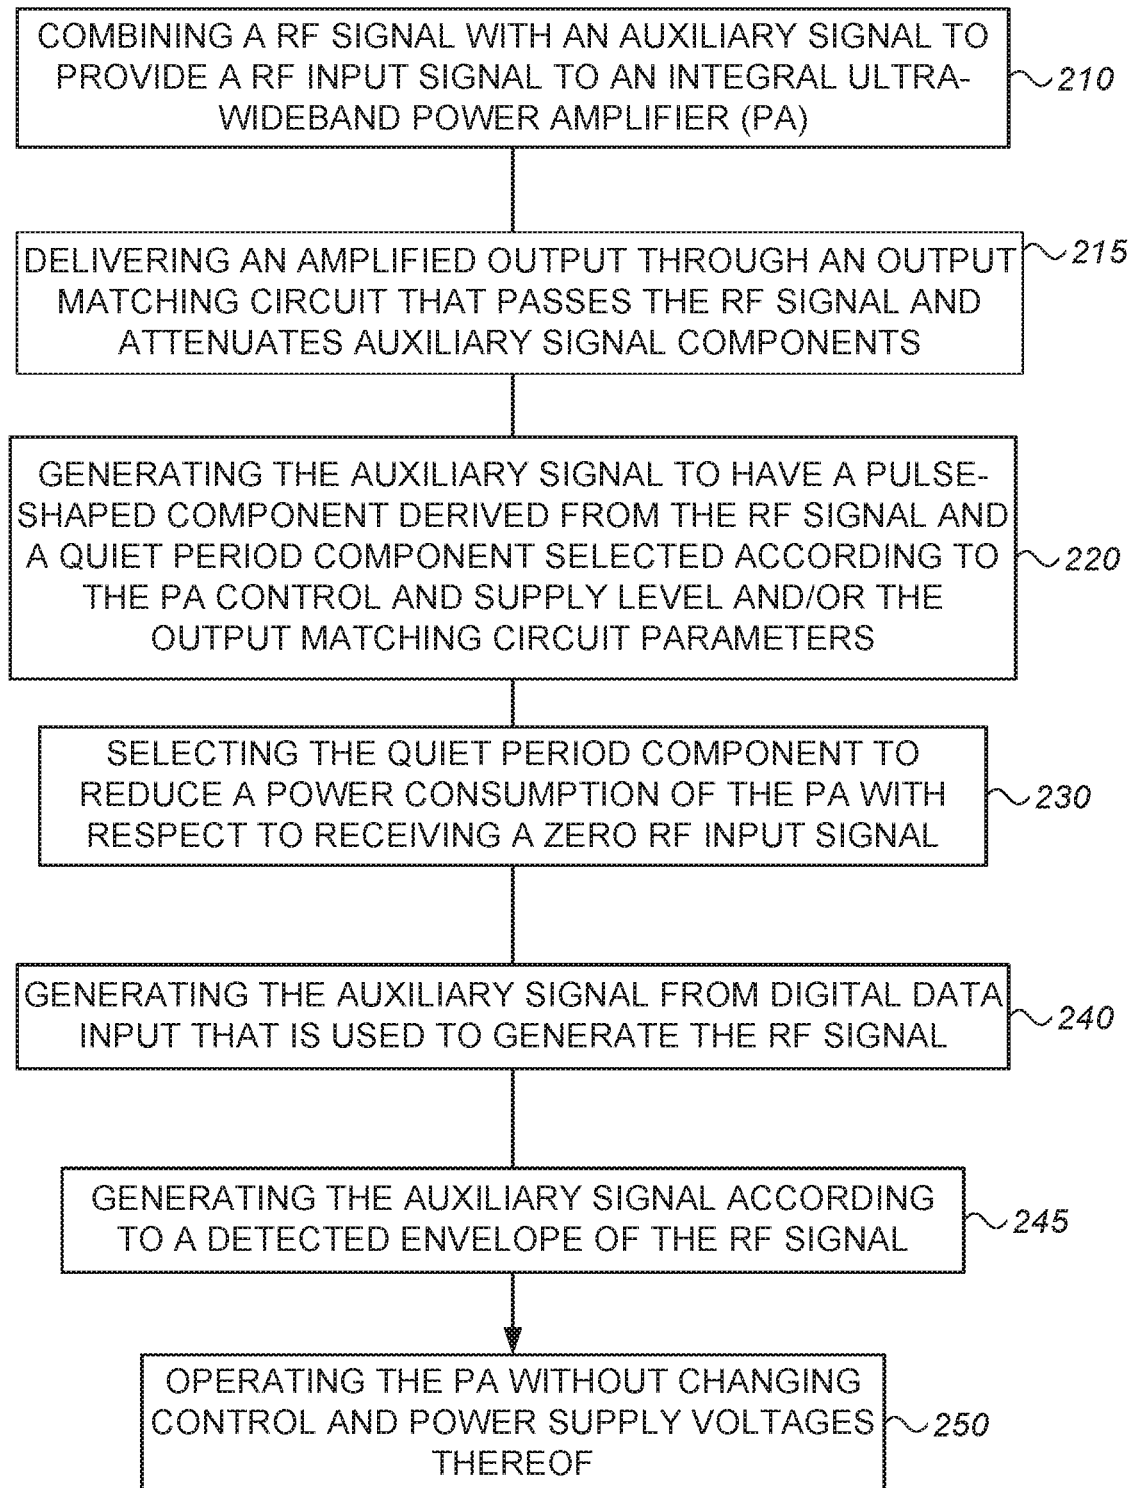 COMBINING A RF SIGNAL WITH AN AUXILIARY SIGNAL TO
PROVIDE A RF INPUT SIGNAL TO AN INTEGRAL ULTRA-
WIDEBAND POWER AMPLIFIER (PA)
210
DELIVERING AN AMPLIFIED OUTPUT THROUGH AN OUTPUT
MATCHING CIRCUIT THAT PASSES THE RF SIGNAL AND
ATTENUATES AUXILIARY SIGNAL COMPONENTS
215
GENERATING THE AUXILIARY SIGNAL TO HAVE A PULSE-
SHAPED COMPONENT DERIVED FROM THE RF SIGNAL AND
A QUIET PERIOD COMPONENT SELECTED ACCORDING TO
THE PA CONTROL AND SUPPLY LEVEL AND/OR THE
OUTPUT MATCHING CIRCUIT PARAMETERS
220
SELECTING THE QUIET PERIOD COMPONENT TO
REDUCE A POWER CONSUMPTION OF THE PA WITH
RESPECT TO RECEIVING A ZERO RF INPUT SIGNAL
230
GENERATING THE AUXILIARY SIGNAL FROM DIGITAL DATA
INPUT THAT IS USED TO GENERATE THE RF SIGNAL
240
GENERATING THE AUXILIARY SIGNAL ACCORDING
TO A DETECTED ENVELOPE OF THE RF SIGNAL
245
OPERATING THE PA WITHOUT CHANGING
CONTROL AND POWER SUPPLY VOLTAGES
THEREOF
250